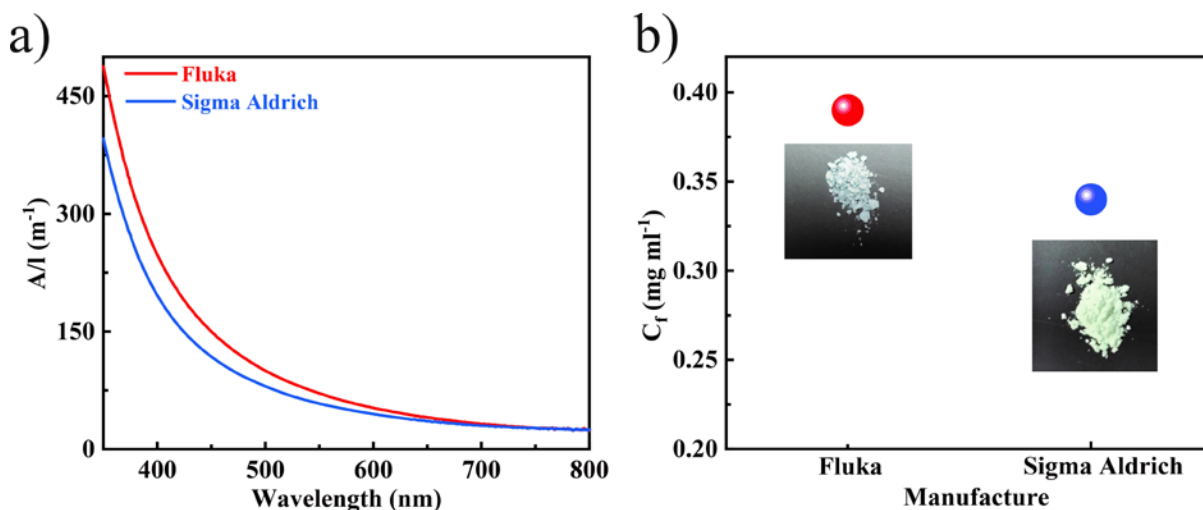 a)
Fluka
Sigma Aldrich
450
300
150
0
A/l (m⁻¹)
400
500
600
700
800
Wavelength (nm)
b)
0.40
0.35
0.30
0.25
0.20
C_f (mg ml⁻¹)
Fluka
Sigma Aldrich
Manufacture